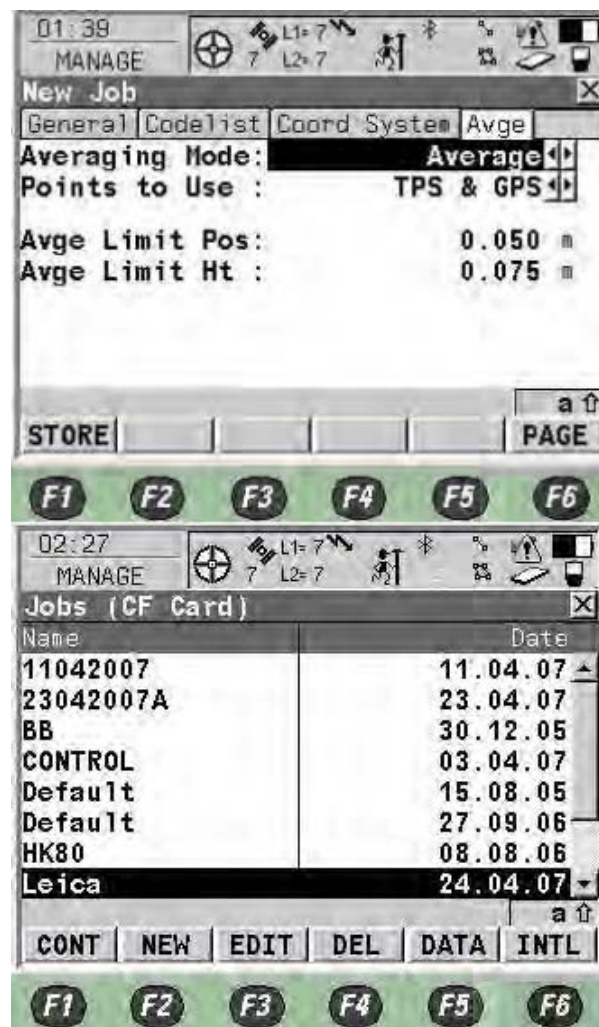 01:39
MANAGE
7 L1= 7
L2= 7
New Job
General Codelist Coord System Avge
Averaging Mode: Average
Points to Use : TPS & GPS
Avge Limit Pos: 0.050 m
Avge Limit Ht : 0.075 m
a
STORE PAGE
F1 F2 F3 F4 F5 F6
02:27
MANAGE
7 L1= 7
L2= 7
Jobs (CF Card)
Name Date
11042007 11.04.07
23042007A 23.04.07
BB 30.12.05
CONTROL 03.04.07
Default 15.08.05
Default 27.09.06
HK80 08.08.06
Leica 24.04.07
a
CONT NEW EDIT DEL DATA INTL
F1 F2 F3 F4 F5 F6